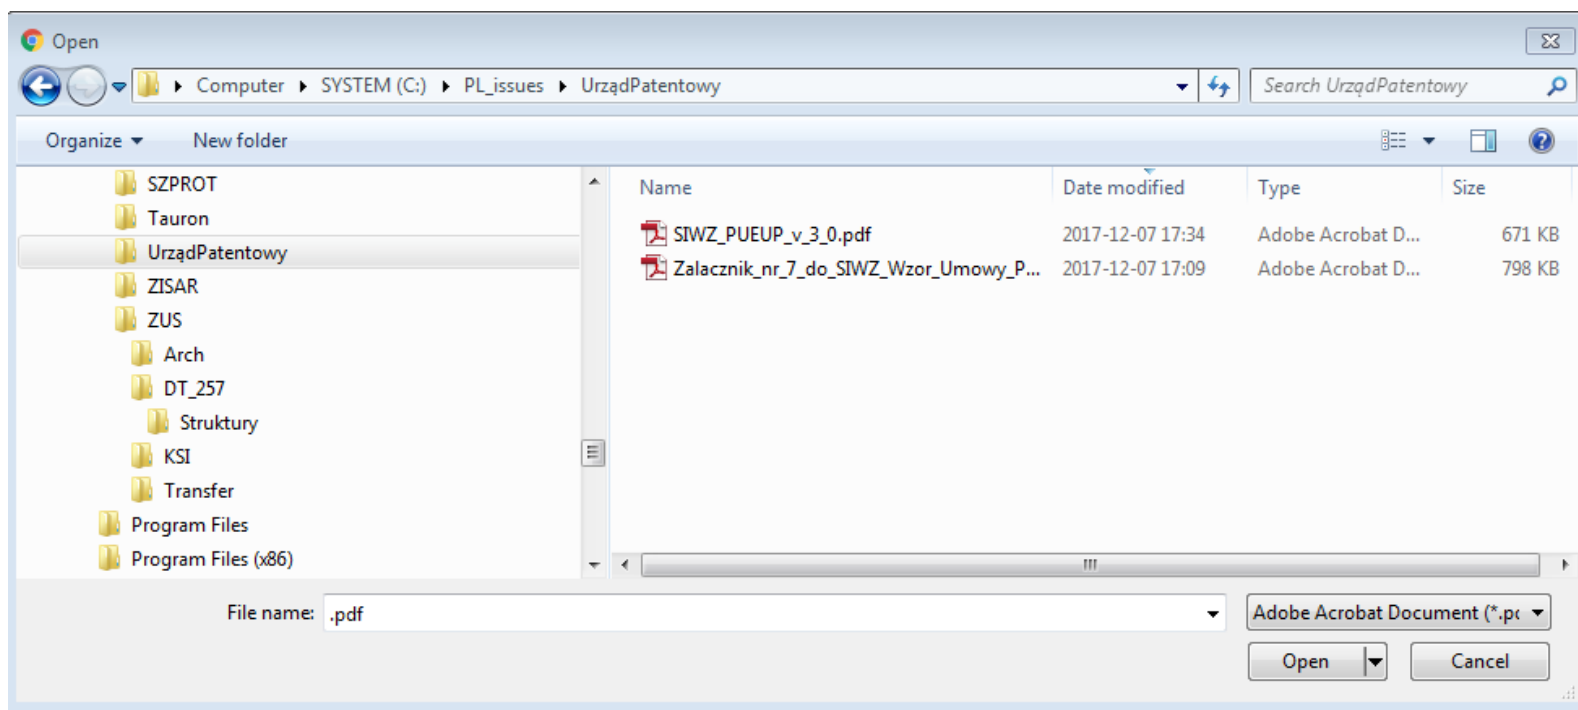 Open
Computer SYSTEM (C:) PL_issues UrządPatentowy Search UrządPatentowy
Organize New folder
SZPROT
Tauron
UrządPatentowy
ZISAR
ZUS
Arch
DT_257
Struktury
KSI
Transfer
Program Files
Program Files (x86)
Name Date modified Type Size
SIWZ_PUEUP_v_3_0.pdf 2017-12-07 17:34 Adobe Acrobat D... 671 KB
Zalacznik_nr_7_do_SIWZ_Wzor_Umowy_P... 2017-12-07 17:09 Adobe Acrobat D... 798 KB
File name: .pdf Adobe Acrobat Document (*.pc
Open Cancel